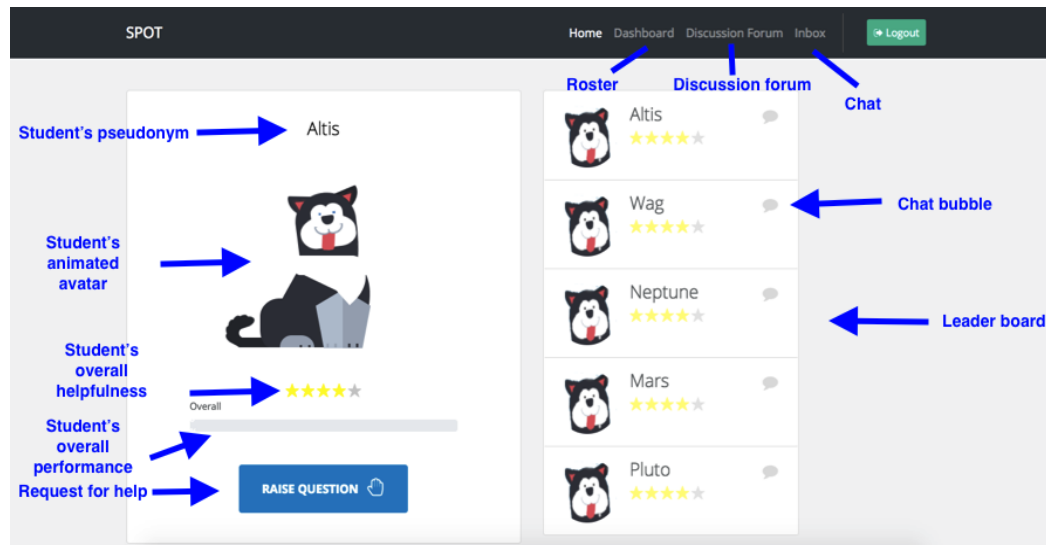 SPOT
Home Dashboard Discussion Forum Inbox Logout
Roster
Discussion forum
Chat
Student's pseudonym
Altis
Student's
animated
avatar
Student's
overall
helpfulness
Overall
Student's
overall
performance
Request for help
RAISE QUESTION
Altis
Wag
Chat bubble
Neptune
Leader board
Mars
Pluto